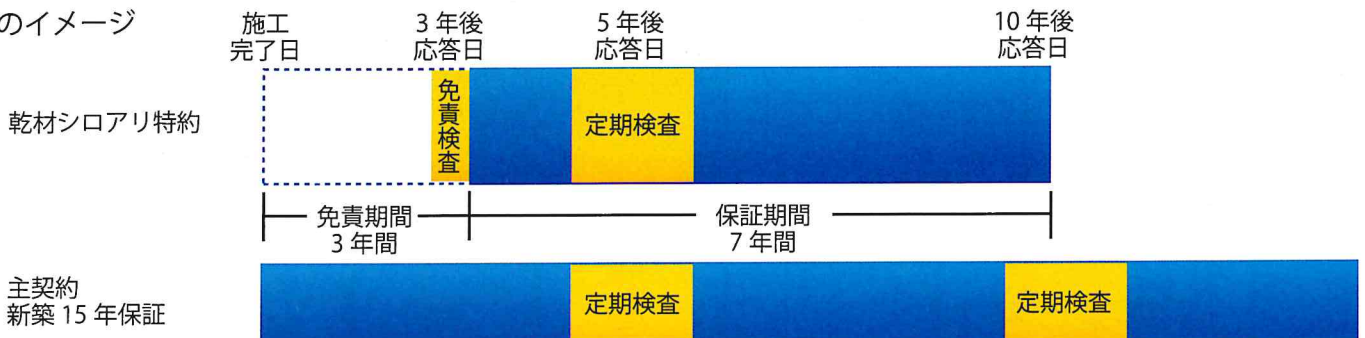 のイメージ
施工
完了日
3年後
応答日
5年後
応答日
10年後
応答日
乾材シロアリ特約
免責検査
定期検査
免責期間
3年間
保証期間
7年間
主契約
新築15年保証
定期検査
定期検査